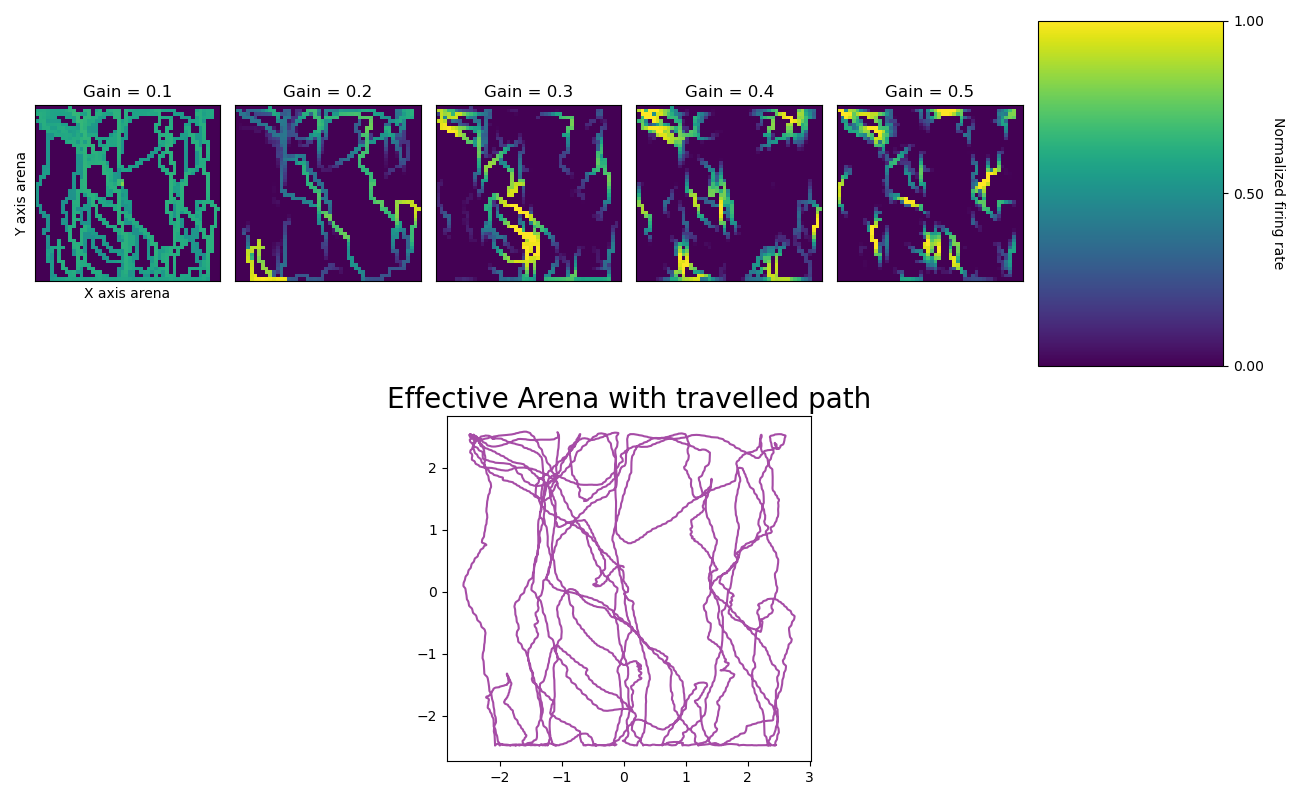 Gain = 0.1
Gain = 0.2
Gain = 0.3
Gain = 0.4
Gain = 0.5
Y axis arena
X axis arena
1.00
0.50
0.00
Normalized firing rate
Effective Arena with travelled path
2
1
0
−1
−2
−2
−1
0
1
2
3